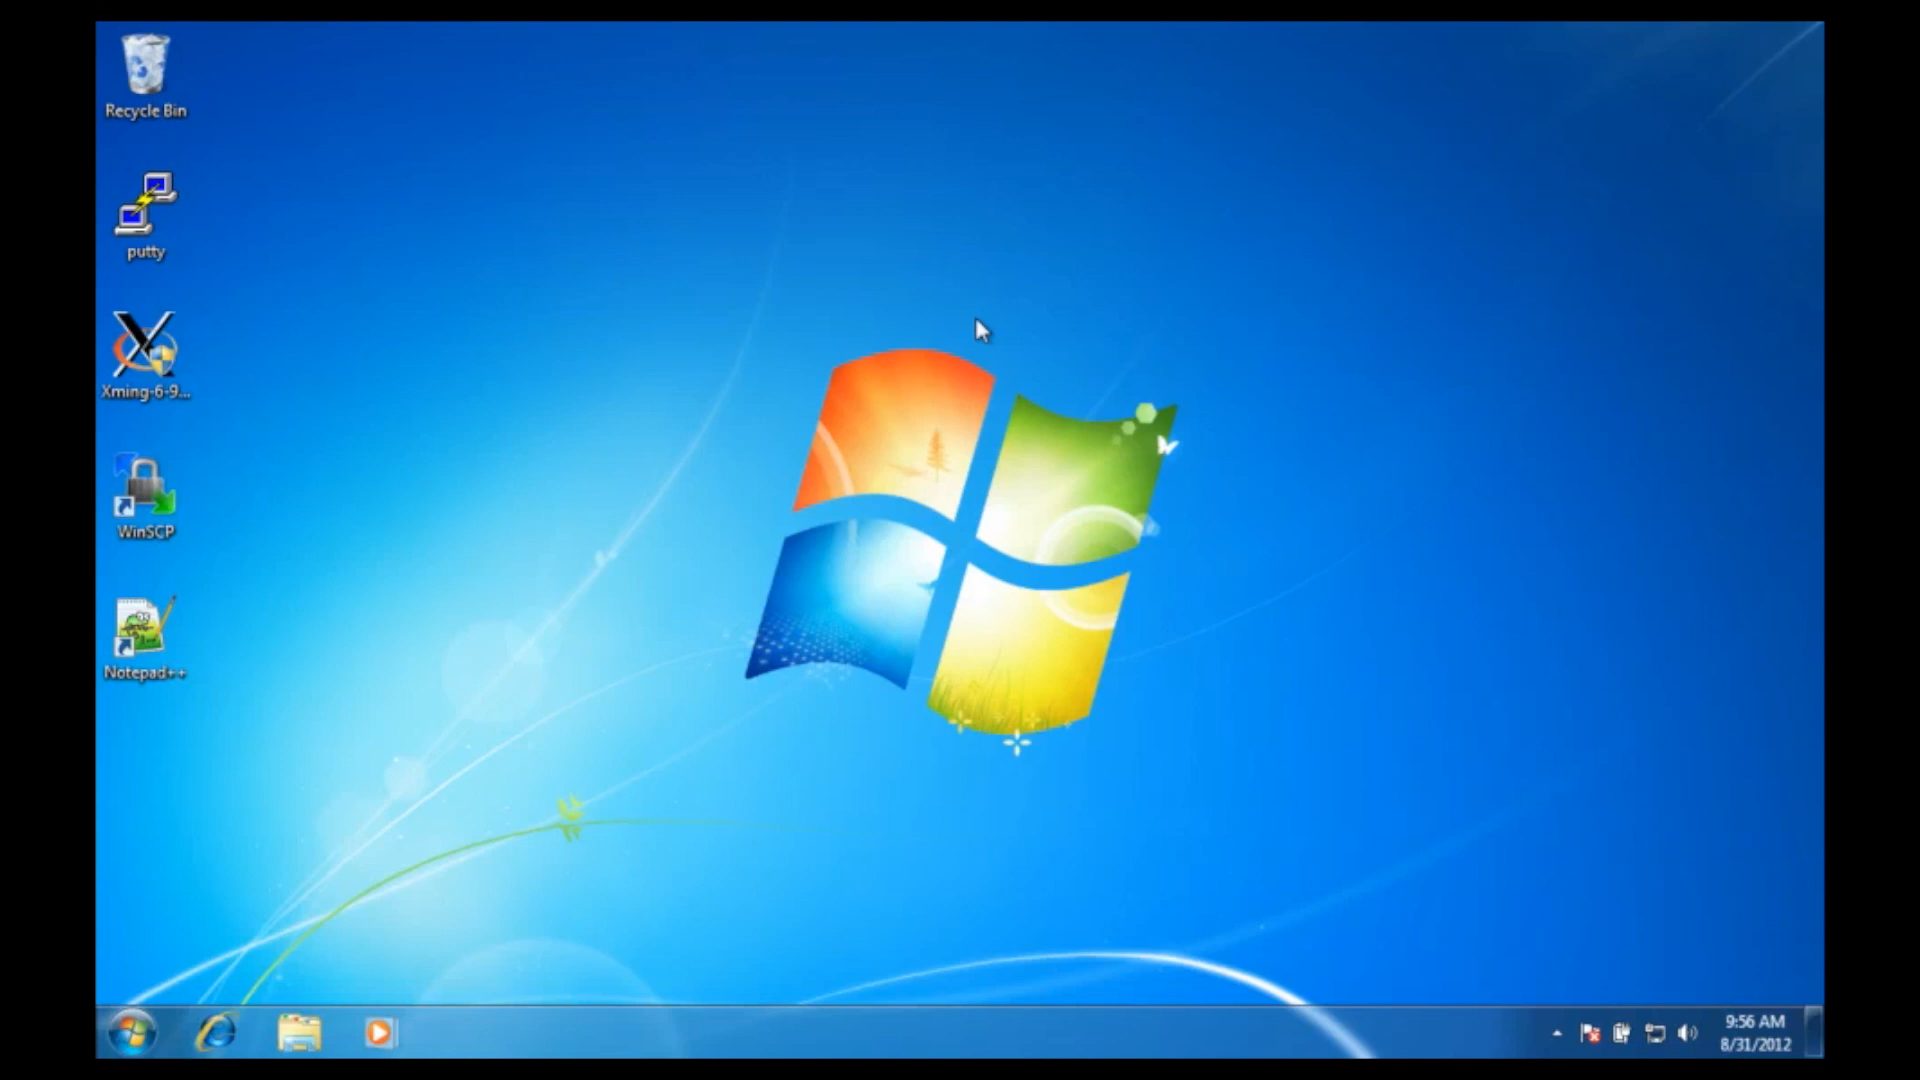 Recycle Bin
putty
Xming-6-9...
WinSCP
Notepad++
9:56 AM
8/31/2012